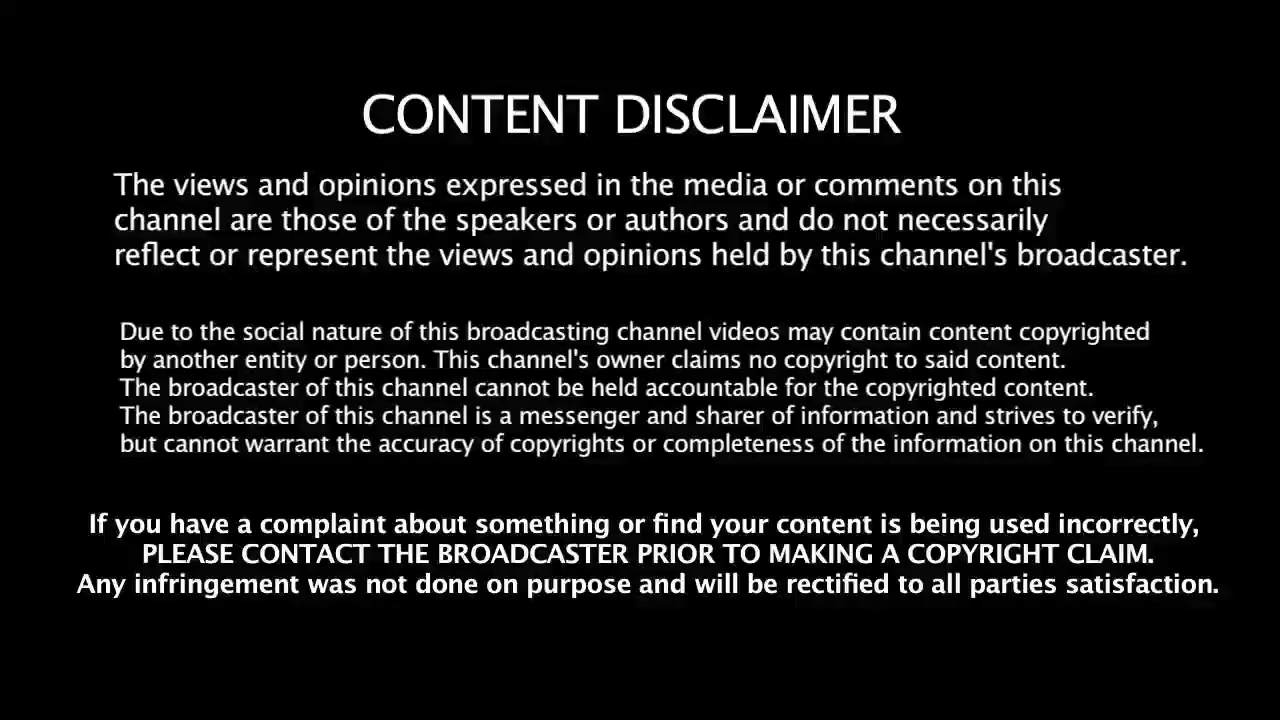 CONTENT DISCLAIMER
The views and opinions expressed in the media or comments on this
channel are those of the speakers or authors and do not necessarily
reflect or represent the views and opinions held by this channel's broadcaster.
Due to the social nature of this broadcasting channel videos may contain content copyrighted
by another entity or person. This channel's owner claims no copyright to said content.
The broadcaster of this channel cannot be held accountable for the copyrighted content.
The broadcaster of this channel is a messenger and sharer of information and strives to verify,
but cannot warrant the accuracy of copyrights or completeness of the information on this channel.
If you have a complaint about something or find your content is being used incorrectly,
PLEASE CONTACT THE BROADCASTER PRIOR TO MAKING A COPYRIGHT CLAIM.
Any infringement was not done on purpose and will be rectified to all parties satisfaction.